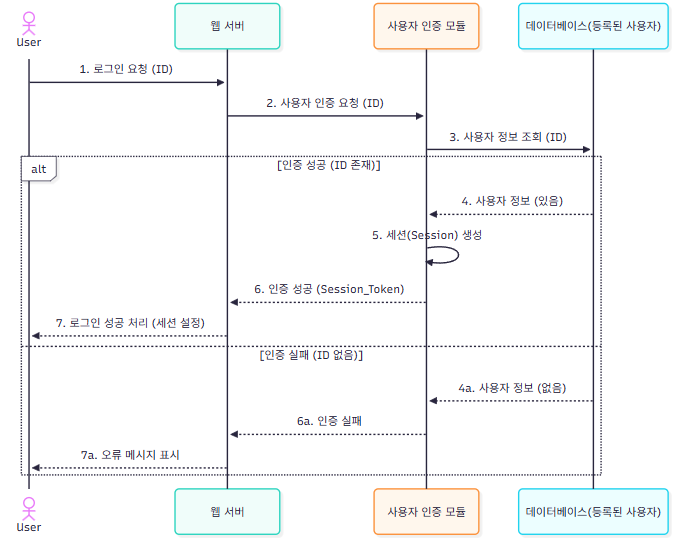 User
웹 서버
사용자 인증 모듈
데이터베이스(등록된 사용자)
1. 로그인 요청 (ID)
2. 사용자 인증 요청 (ID)
3. 사용자 정보 조회 (ID)
alt
[인증 성공 (ID 존재)]
4. 사용자 정보 (있음)
5. 세션(Session) 생성
6. 인증 성공 (Session_Token)
7. 로그인 성공 처리 (세션 설정)
[인증 실패 (ID 없음)]
4a. 사용자 정보 (없음)
6a. 인증 실패
7a. 오류 메시지 표시
User
웹 서버
사용자 인증 모듈
데이터베이스(등록된 사용자)